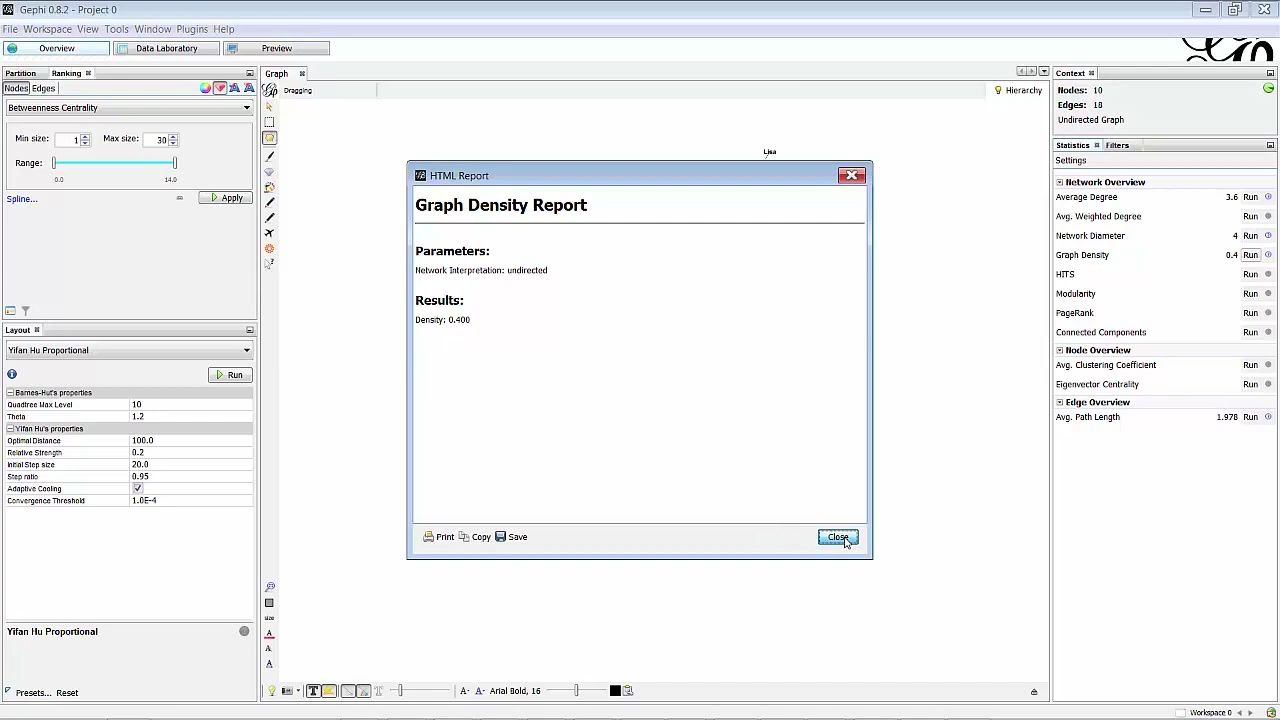 Gephi 0.8.2 - Project 0
File Workspace View Tools Window Plugins Help
Overview Data Laboratory Preview
Partition Ranking
Nodes Edges
Betweenness Centrality
Min size: 1 Max size: 30
Range:
0.0 14.0
Spline... Apply
Layout
Yifan Hu Proportional
Run
Barnes-Hut's properties
Quadtree Max Level 10
Theta 1.2
Yifan Hu's properties
Optimal Distance 100.0
Relative Strength 0.2
Initial Step size 20.0
Step ratio 0.95
Adaptive Cooling
Convergence Threshold 1.0E-4
Yifan Hu Proportional
Presets... Reset
Graph
Dragging
Hierarchy
Lisa
HTML Report
Graph Density Report
Parameters:
Network Interpretation: undirected
Results:
Density: 0.400
Print Copy Save Close
size
A
A
A
T T A- A- Arial Bold, 16
Context
Nodes: 10
Edges: 18
Undirected Graph
Statistics Filters
Settings
Network Overview
Average Degree 3.6 Run
Avg. Weighted Degree Run
Network Diameter 4 Run
Graph Density 0.4 Run
HITS Run
Modularity Run
PageRank Run
Connected Components Run
Node Overview
Avg. Clustering Coefficient Run
Eigenvector Centrality Run
Edge Overview
Avg. Path Length 1.978 Run
Workspace 0